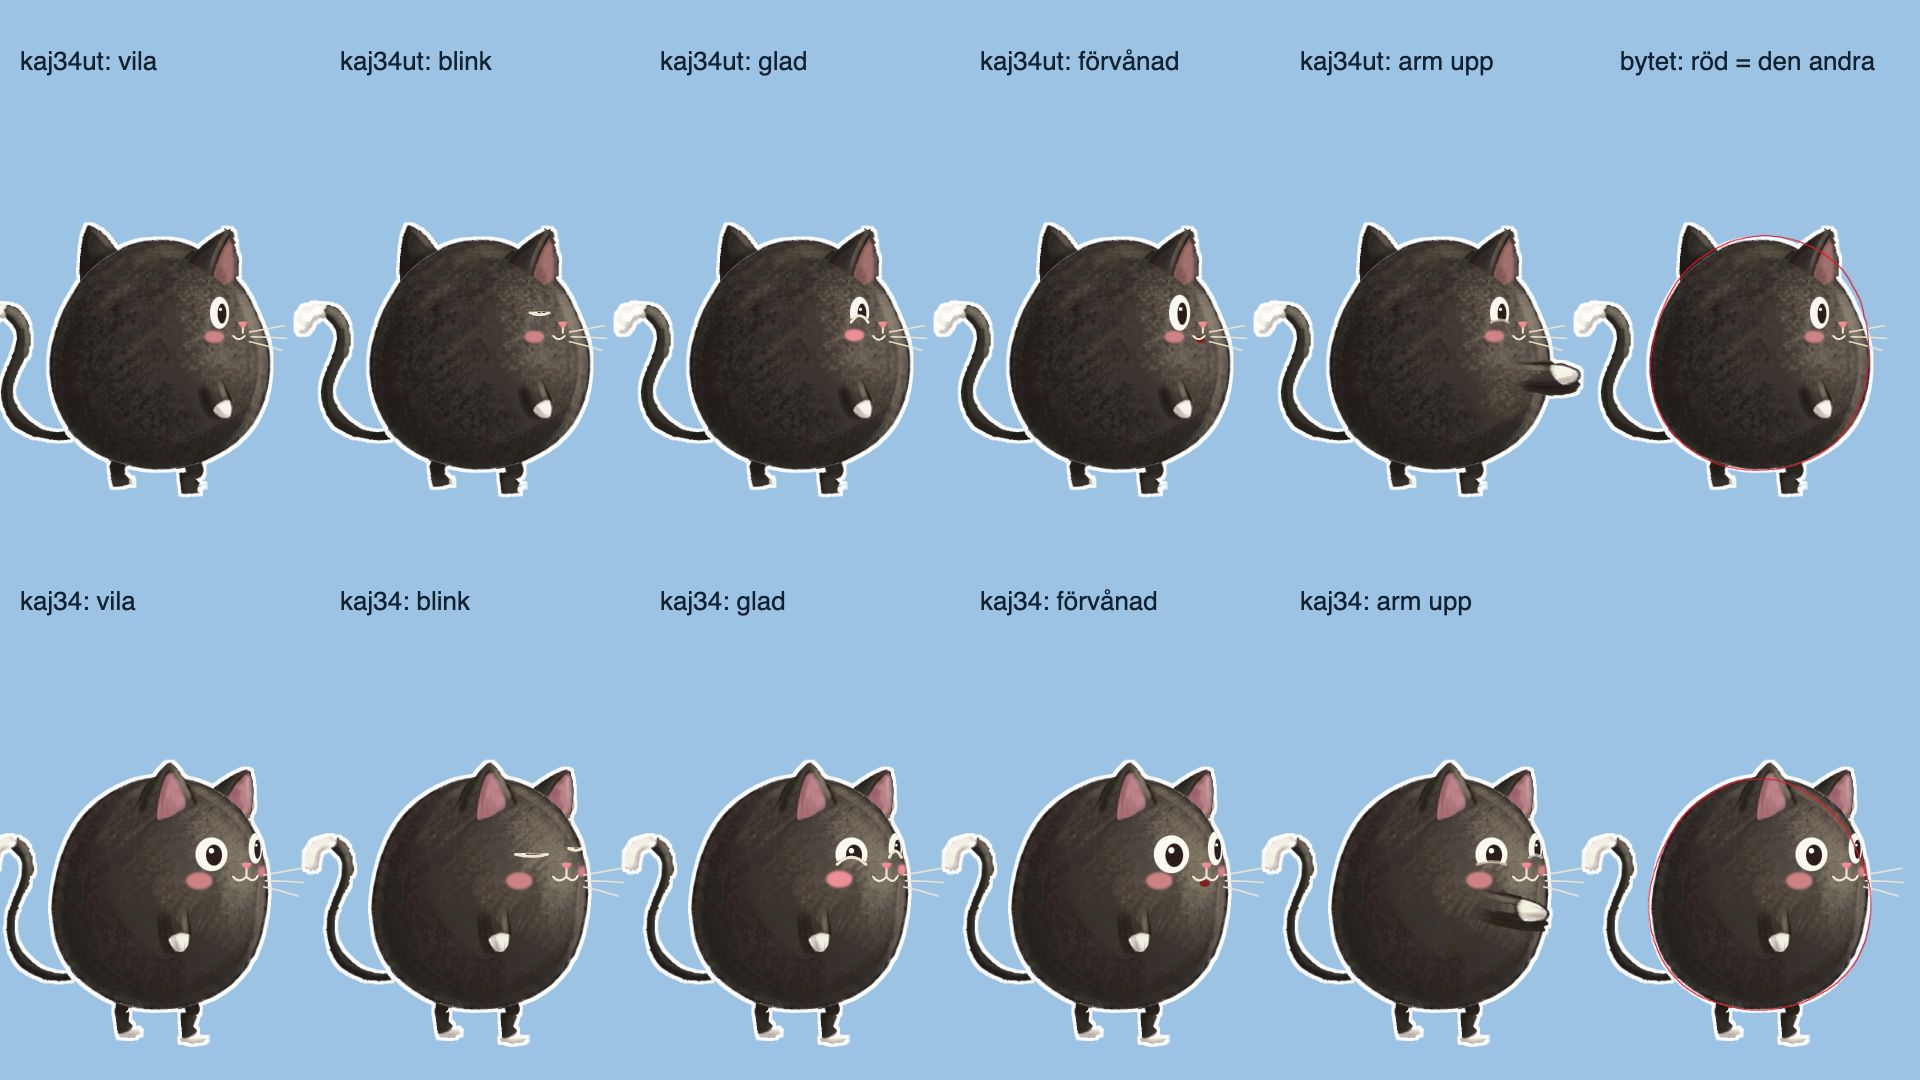 kaj34ut: vila
kaj34ut: blink
kaj34ut: glad
kaj34ut: förvånad
kaj34ut: arm upp
bytet: röd = den andra
kaj34: vila
kaj34: blink
kaj34: glad
kaj34: förvånad
kaj34: arm upp